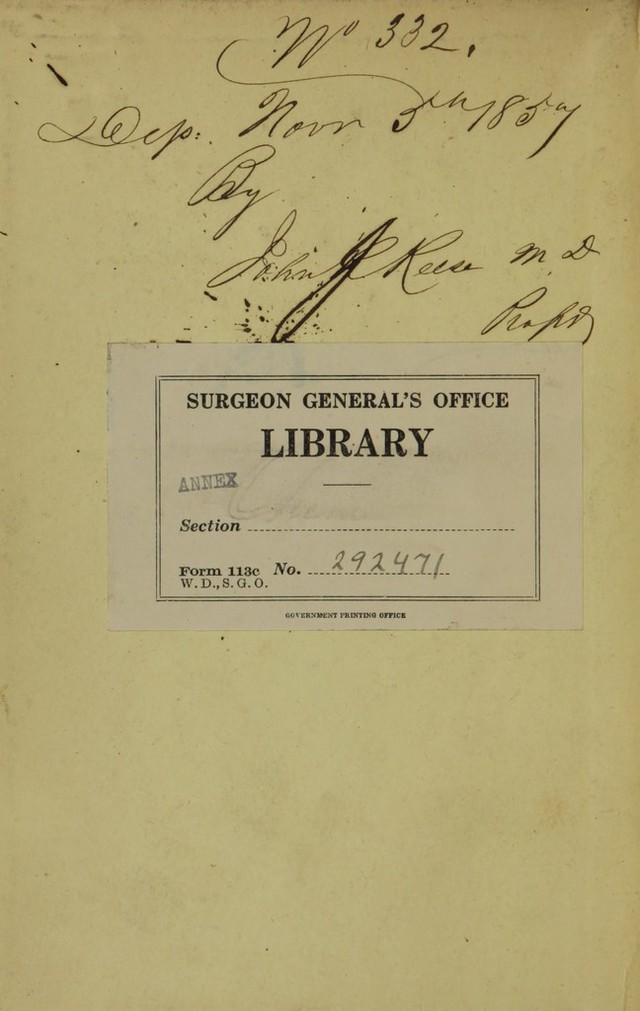 No 332.
Dep. Novr 5th 1857
By
John J Reese M D
Propr
SURGEON GENERAL'S OFFICE
LIBRARY
ANNEX
Section
Form 113c No. 292471
W.D., S.G.O.
GOVERNMENT PRINTING OFFICE